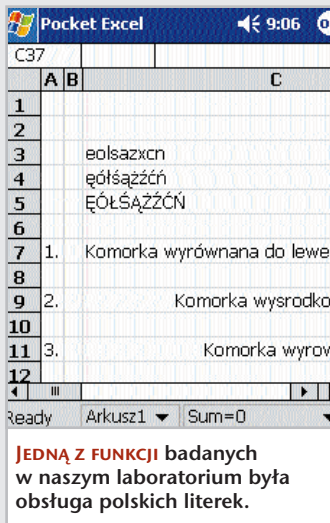 Pocket Excel 9:06
C37
A B C
1
2
3 eolsazxcn
4 ęółśążźćń
5 ĘÓŁŚĄŻŹĆŃ
6
7 1. Komorka wyrównana do lewe
8
9 2. Komorka wysrodko
10
11 3. Komorka wyrov
12
Ready Arkusz1 Sum=0
JEDNĄ Z FUNKCJI badanych
w naszym laboratorium była
obsługa polskich literek.